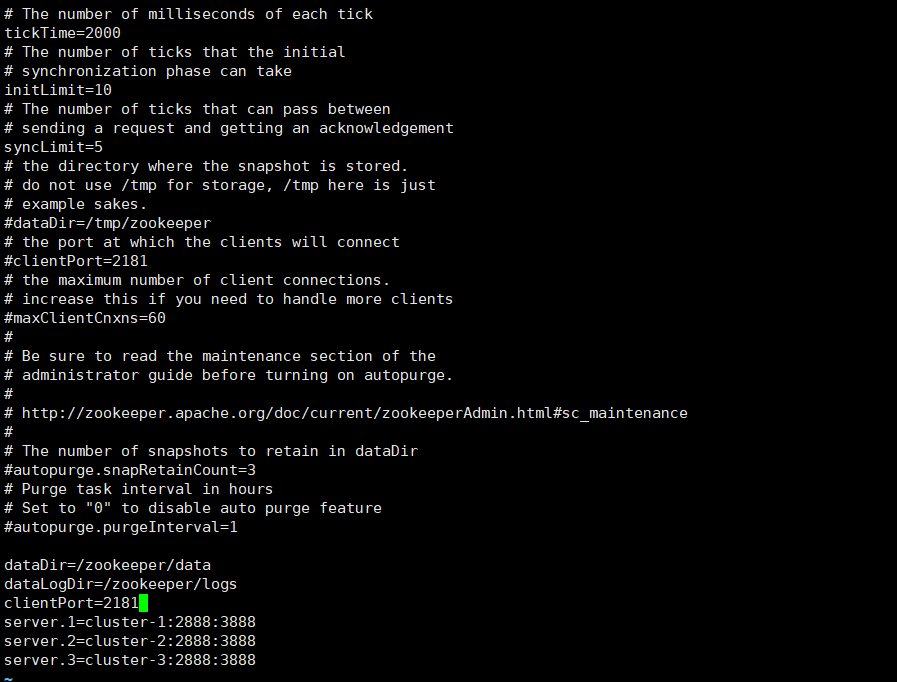 # The number of milliseconds of each tick
tickTime=2000
# The number of ticks that the initial
# synchronization phase can take
initLimit=10
# The number of ticks that can pass between
# sending a request and getting an acknowledgement
syncLimit=5
# the directory where the snapshot is stored.
# do not use /tmp for storage, /tmp here is just
# example sakes.
#dataDir=/tmp/zookeeper
# the port at which the clients will connect
#clientPort=2181
# the maximum number of client connections.
# increase this if you need to handle more clients
#maxClientCnxns=60
#
# Be sure to read the maintenance section of the
# administrator guide before turning on autopurge.
#
# http://zookeeper.apache.org/doc/current/zookeeperAdmin.html#sc_maintenance
#
# The number of snapshots to retain in dataDir
#autopurge.snapRetainCount=3
# Purge task interval in hours
# Set to "0" to disable auto purge feature
#autopurge.purgeInterval=1

dataDir=/zookeeper/data
dataLogDir=/zookeeper/logs
clientPort=2181
server.1=cluster-1:2888:3888
server.2=cluster-2:2888:3888
server.3=cluster-3:2888:3888
~